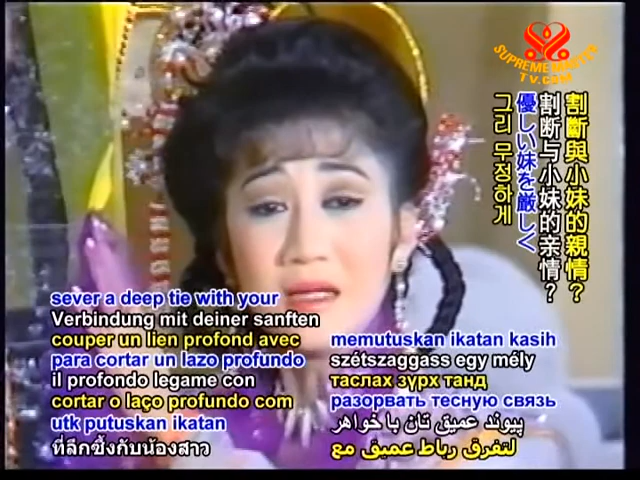 SUPREME MASTER
TV.COM
割斷與小妹的親情?
割断与小妹的亲情?
優しい妹を厳しく
그리 무정하게
sever a deep tie with your
Verbindung mit deiner sanften
couper un lien profond avec
para cortar un lazo profundo
il profondo legame con
cortar o laço profundo com
utk putuskan ikatan
ที่ลึกซึ้งกับน้องสาว
memutuskan ikatan kasih
szétszaggass egy mély
таслах зүрх танд
разорвать тесную связь
پیوند عمیق تان با خواهر
لتفرق رباط عميق مع